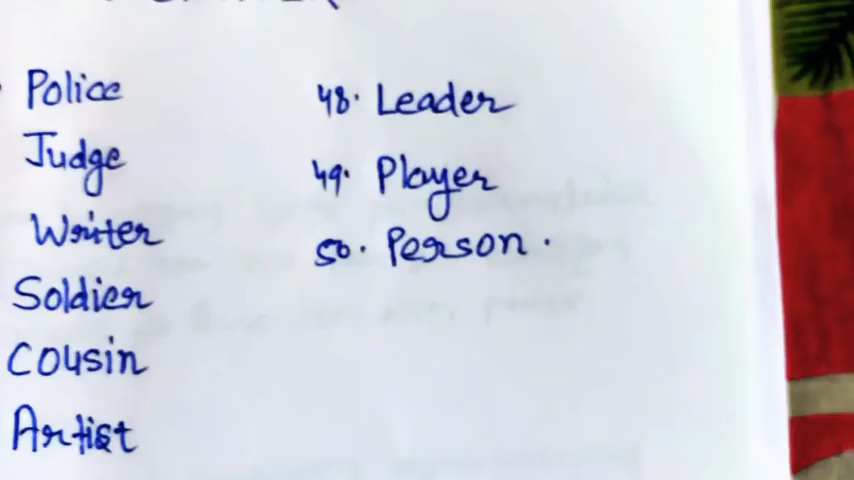 Police
Judge
Writer
Soldier
Cousin
Artist
48. Leader
49. Player
50. Person.